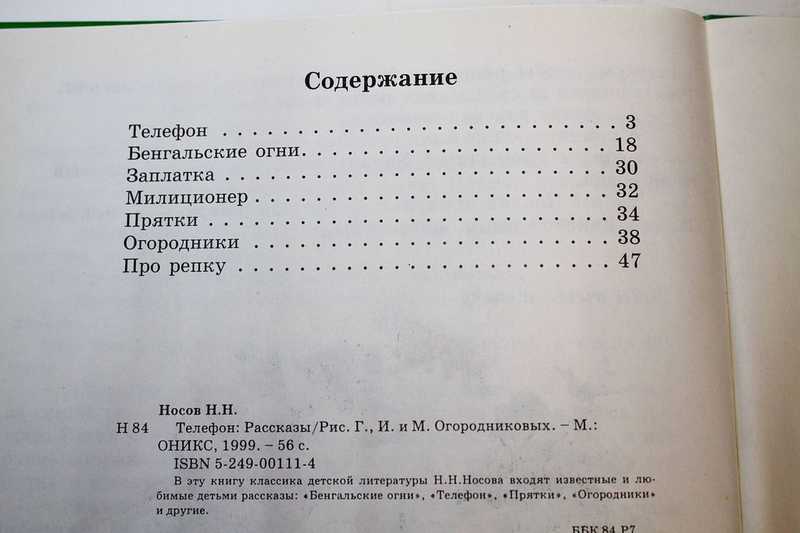 Содержание
Телефон . . . . . . . . . . . . . . . . . . . . . . . . . . . 3
Бенгальские огни. . . . . . . . . . . . . . . . . . . . . 18
Заплатка . . . . . . . . . . . . . . . . . . . . . . . . . . 30
Милиционер . . . . . . . . . . . . . . . . . . . . . . . . 32
Прятки . . . . . . . . . . . . . . . . . . . . . . . . . . . 34
Огородники . . . . . . . . . . . . . . . . . . . . . . . . 38
Про репку . . . . . . . . . . . . . . . . . . . . . . . . . 47
Носов Н.Н.
Н 84 Телефон: Рассказы/Рис. Г., И. и М. Огородниковых. – М.:
ОНИКС, 1999. – 56 с.
ISBN 5-249-00111-4
В эту книгу классика детской литературы Н.Н.Носова входят известные и лю-
бимые детьми рассказы: «Бенгальские огни», «Телефон», «Прятки», «Огородники»
и другие.
ББК 84 Р7